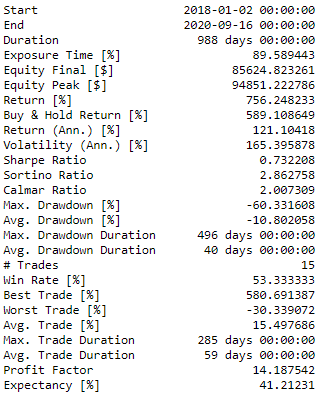 Start 2018-01-02 00:00:00
End 2020-09-16 00:00:00
Duration 988 days 00:00:00
Exposure Time [%] 89.589443
Equity Final [$] 85624.823261
Equity Peak [$] 94851.222786
Return [%] 756.248233
Buy & Hold Return [%] 589.108649
Return (Ann.) [%] 121.10418
Volatility (Ann.) [%] 165.395878
Sharpe Ratio 0.732208
Sortino Ratio 2.862758
Calmar Ratio 2.007309
Max. Drawdown [%] -60.331608
Avg. Drawdown [%] -10.802058
Max. Drawdown Duration 496 days 00:00:00
Avg. Drawdown Duration 40 days 00:00:00
# Trades 15
Win Rate [%] 53.333333
Best Trade [%] 580.691387
Worst Trade [%] -30.339072
Avg. Trade [%] 15.497686
Max. Trade Duration 285 days 00:00:00
Avg. Trade Duration 59 days 00:00:00
Profit Factor 14.187542
Expectancy [%] 41.21231